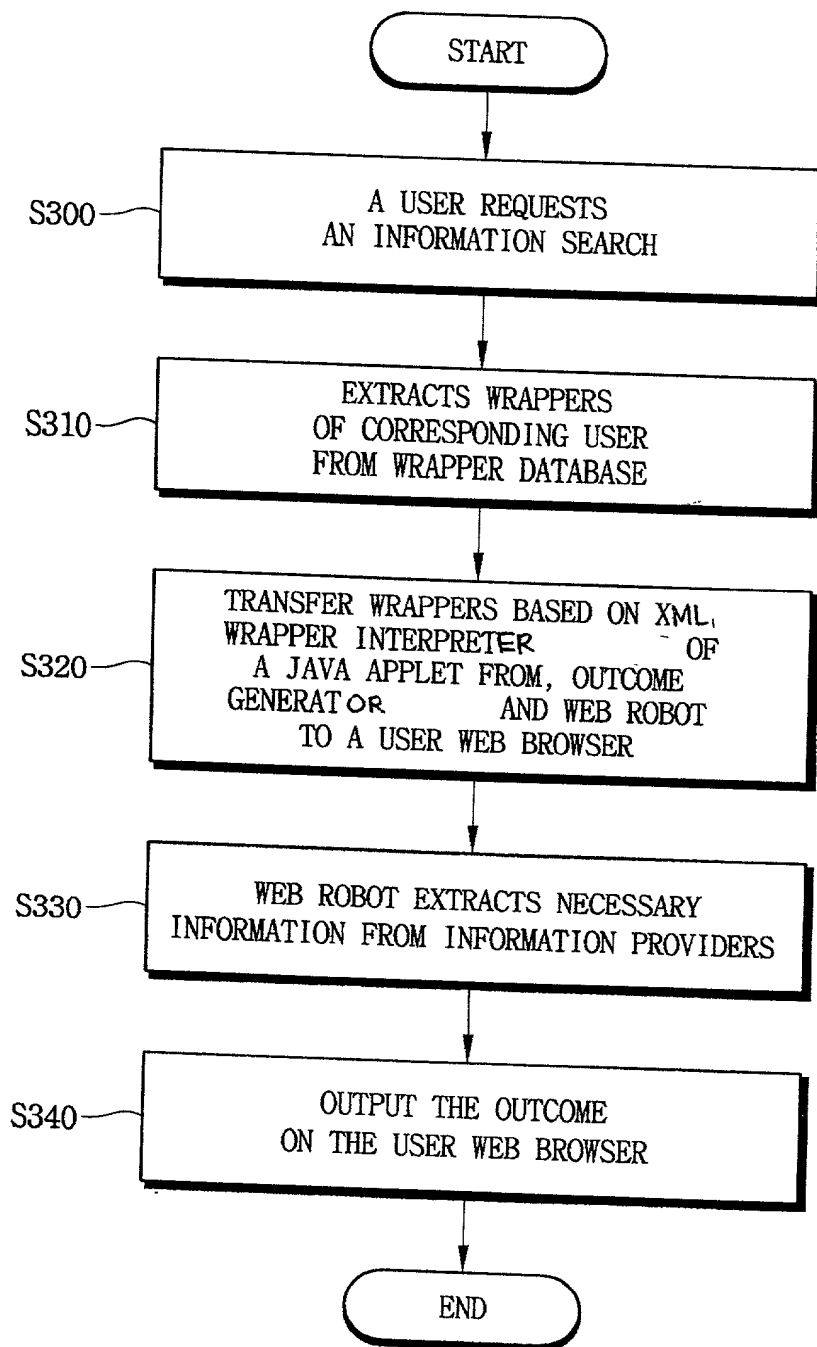 START
S300
A USER REQUESTS
AN INFORMATION SEARCH
S310
EXTRACTS WRAPPERS
OF CORRESPONDING USER
FROM WRAPPER DATABASE
S320
TRANSFER WRAPPERS BASED ON XML,
WRAPPER INTERPRETER OF
A JAVA APPLET FROM, OUTCOME
GENERATOR AND WEB ROBOT
TO A USER WEB BROWSER
S330
WEB ROBOT EXTRACTS NECESSARY
INFORMATION FROM INFORMATION PROVIDERS
S340
OUTPUT THE OUTCOME
ON THE USER WEB BROWSER
END